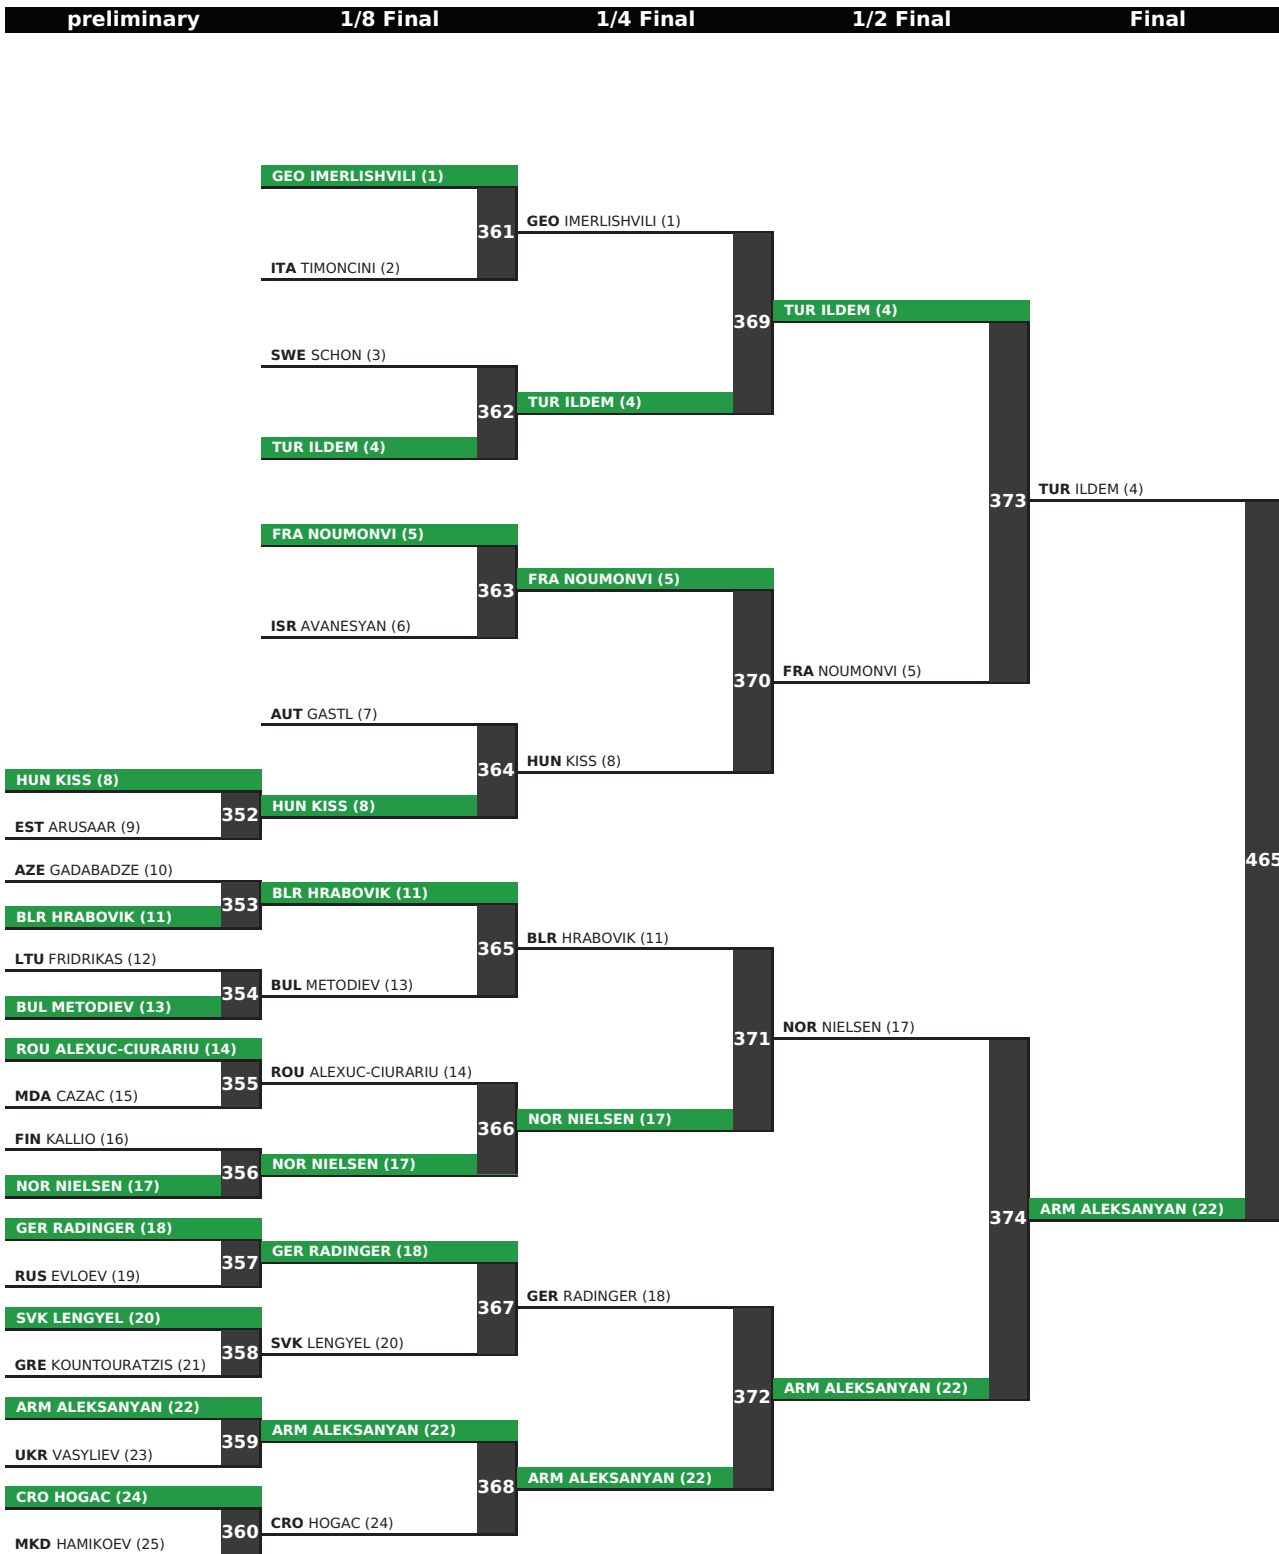 preliminary 1/8 Final 1/4 Final 1/2 Final Final
GEO IMERLISHVILI (1)
361
GEO IMERLISHVILI (1)
ITA TIMONCINI (2)
369
TUR ILDEM (4)
SWE SCHON (3)
362
TUR ILDEM (4)
TUR ILDEM (4)
373
TUR ILDEM (4)
FRA NOUMONVI (5)
363
FRA NOUMONVI (5)
ISR AVANESYAN (6)
370
FRA NOUMONVI (5)
AUT GASTL (7)
364
HUN KISS (8)
HUN KISS (8)
352
HUN KISS (8)
EST ARUSAAR (9)
465
AZE GADABADZE (10)
353
BLR HRABOVIK (11)
BLR HRABOVIK (11)
365
BLR HRABOVIK (11)
LTU FRIDRIKAS (12)
354
BUL METODIEV (13)
BUL METODIEV (13)
371
NOR NIELSEN (17)
ROU ALEXUC-CIURARIU (14)
355
ROU ALEXUC-CIURARIU (14)
MDA CAZAC (15)
366
NOR NIELSEN (17)
FIN KALLIO (16)
356
NOR NIELSEN (17)
NOR NIELSEN (17)
374
ARM ALEKSANYAN (22)
GER RADINGER (18)
357
GER RADINGER (18)
RUS EVLOEV (19)
367
GER RADINGER (18)
SVK LENGYEL (20)
358
SVK LENGYEL (20)
GRE KOUNTOURATZIS (21)
372
ARM ALEKSANYAN (22)
ARM ALEKSANYAN (22)
359
ARM ALEKSANYAN (22)
UKR VASYLIEV (23)
368
ARM ALEKSANYAN (22)
CRO HOGAC (24)
360
CRO HOGAC (24)
MKD HAMIKOEV (25)